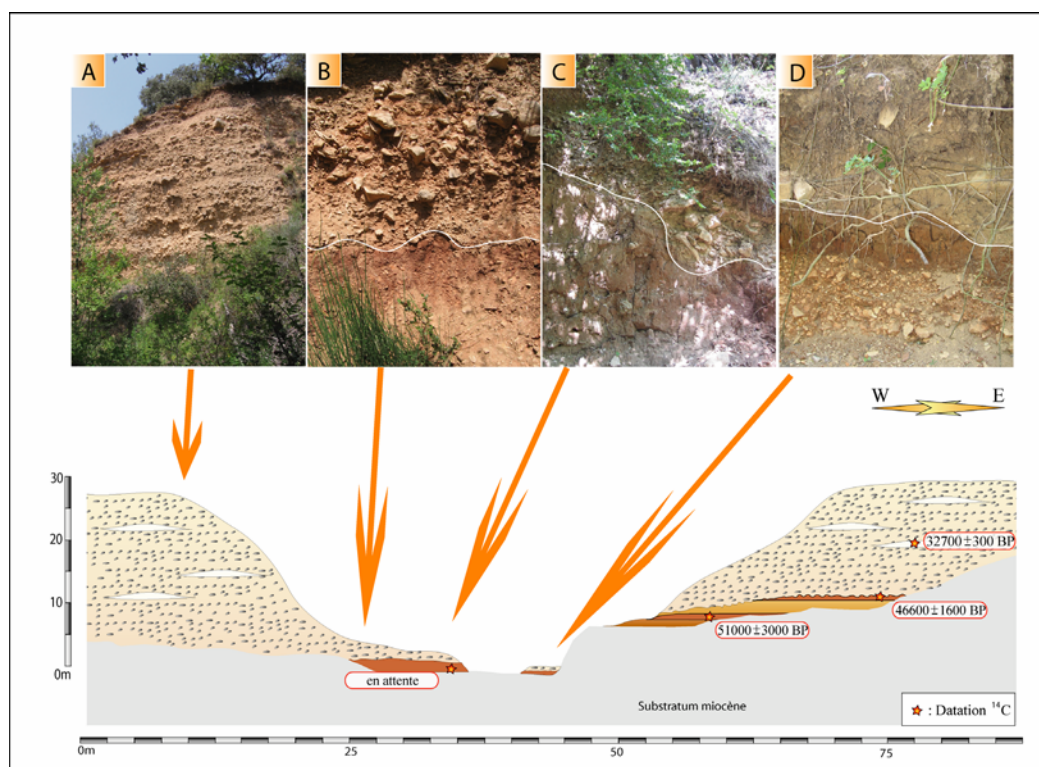 A B C D
W E
30
20
10
0m
32700±300 BP
46600±1600 BP
51000±3000 BP
en attente
Substratum miocène
: Datation ¹⁴C
0m 25 50 75